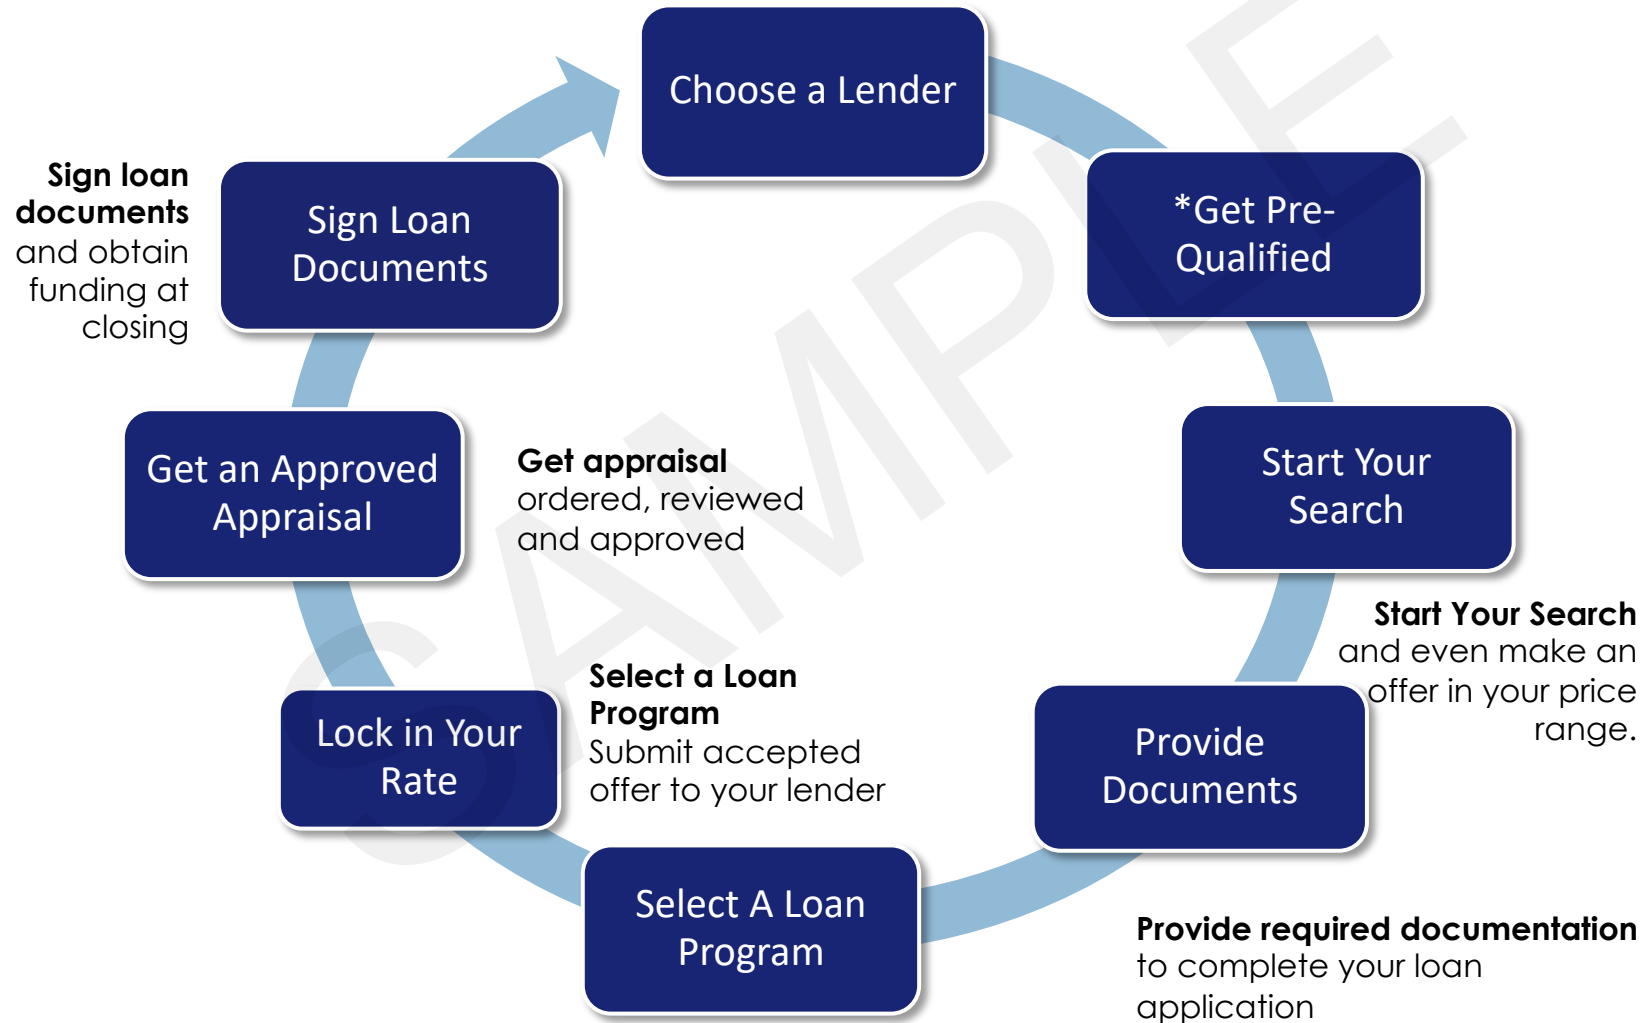 Choose a Lender
*Get Pre-
Qualified
Start Your
Search
Start Your Search
and even make an
offer in your price
range.
Provide
Documents
Provide required documentation
to complete your loan
application
Select A Loan
Program
Select a Loan
Program
Submit accepted
offer to your lender
Lock in Your
Rate
Get an Approved
Appraisal
Get appraisal
ordered, reviewed
and approved
Sign Loan
Documents
Sign loan
documents
and obtain
funding at
closing
SAMPLE